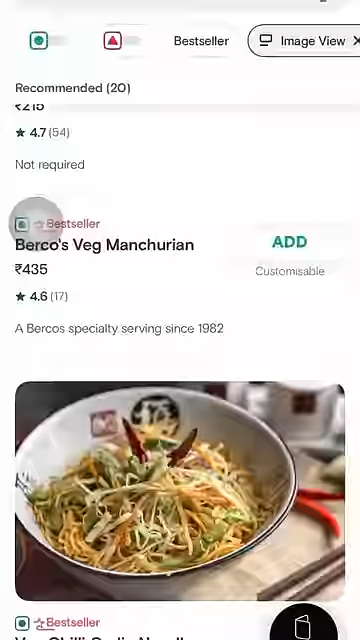 Bestseller
Image View
Recommended (20)
₹215
4.7 (54)
Not required
Bestseller
Berco's Veg Manchurian
ADD
₹435
Customisable
4.6 (17)
A Bercos specialty serving since 1982
Bestseller